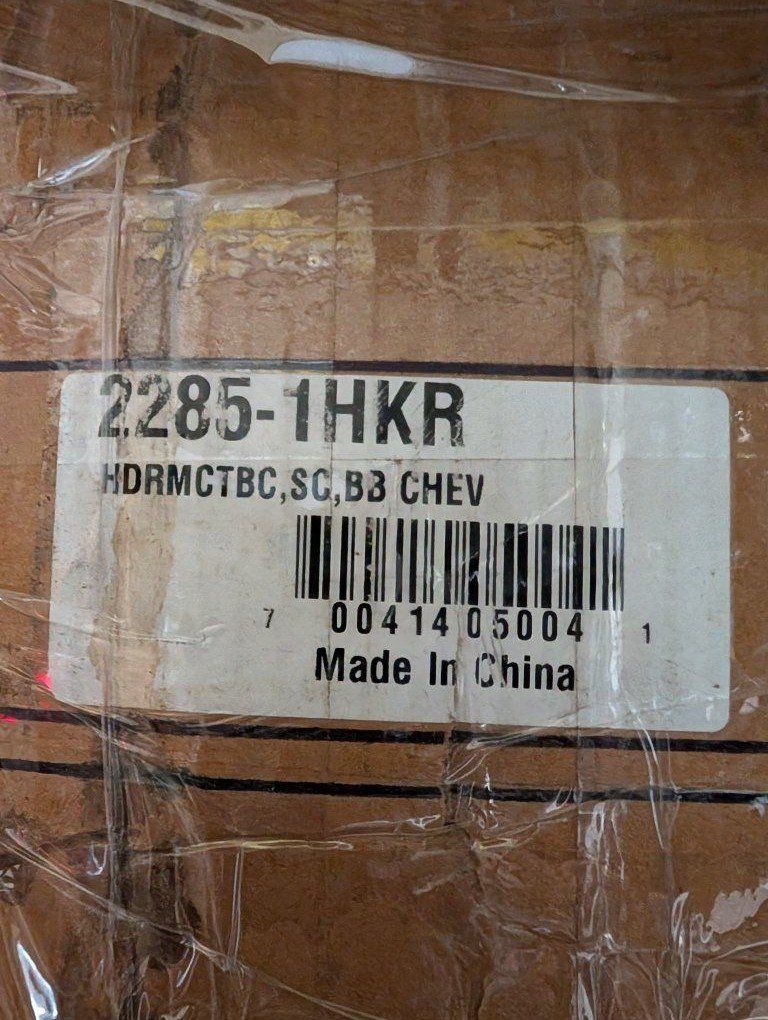 2285-1HKR
HDRMCTBC,SC,BB CHEV
7 00414 05004 1
Made In China